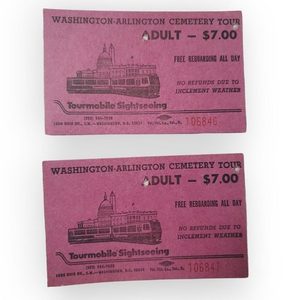 WASHINGTON-ARLINGTON CEMETERY TOUR
ADULT — $7.00
FREE REBOARDING ALL DAY
NO REFUNDS DUE TO
INCLEMENT WEATHER
Tourmobile Sightseeing
106846
WASHINGTON-ARLINGTON CEMETERY TOUR
ADULT — $7.00
FREE REBOARDING ALL DAY
NO REFUNDS DUE TO
INCLEMENT WEATHER
Tourmobile Sightseeing
106847